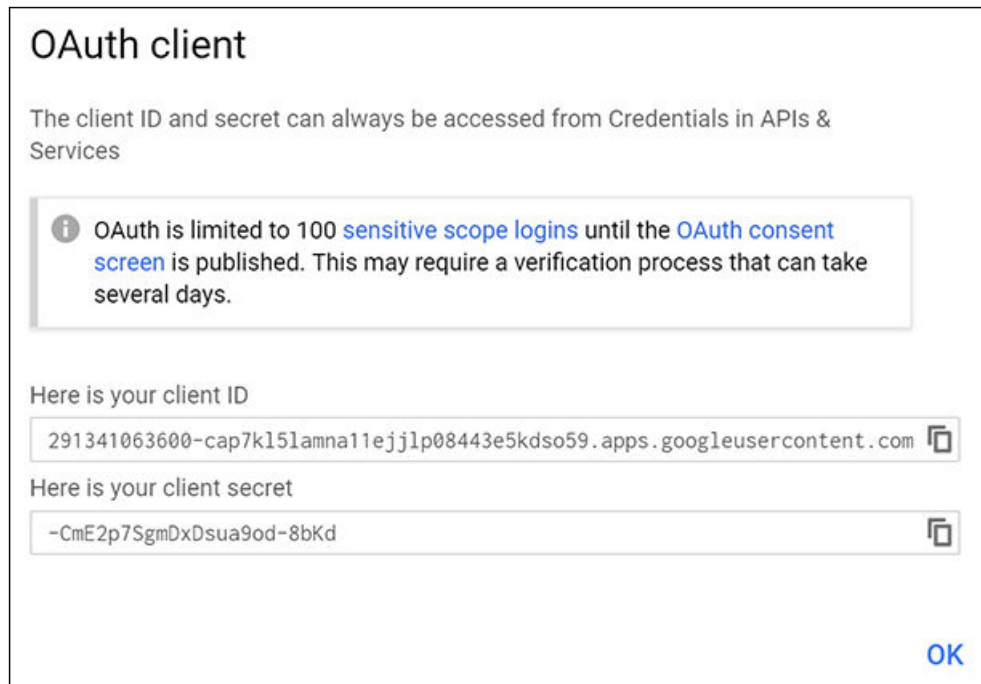 OAuth client
The client ID and secret can always be accessed from Credentials in APIs &
Services
OAuth is limited to 100 sensitive scope logins until the OAuth consent
screen is published. This may require a verification process that can take
several days.
Here is your client ID
291341063600-cap7kl5lamna11ejjlp08443e5kdso59.apps.googleusercontent.com
Here is your client secret
-CmE2p7SgmDxDsua9od-8bKd
OK